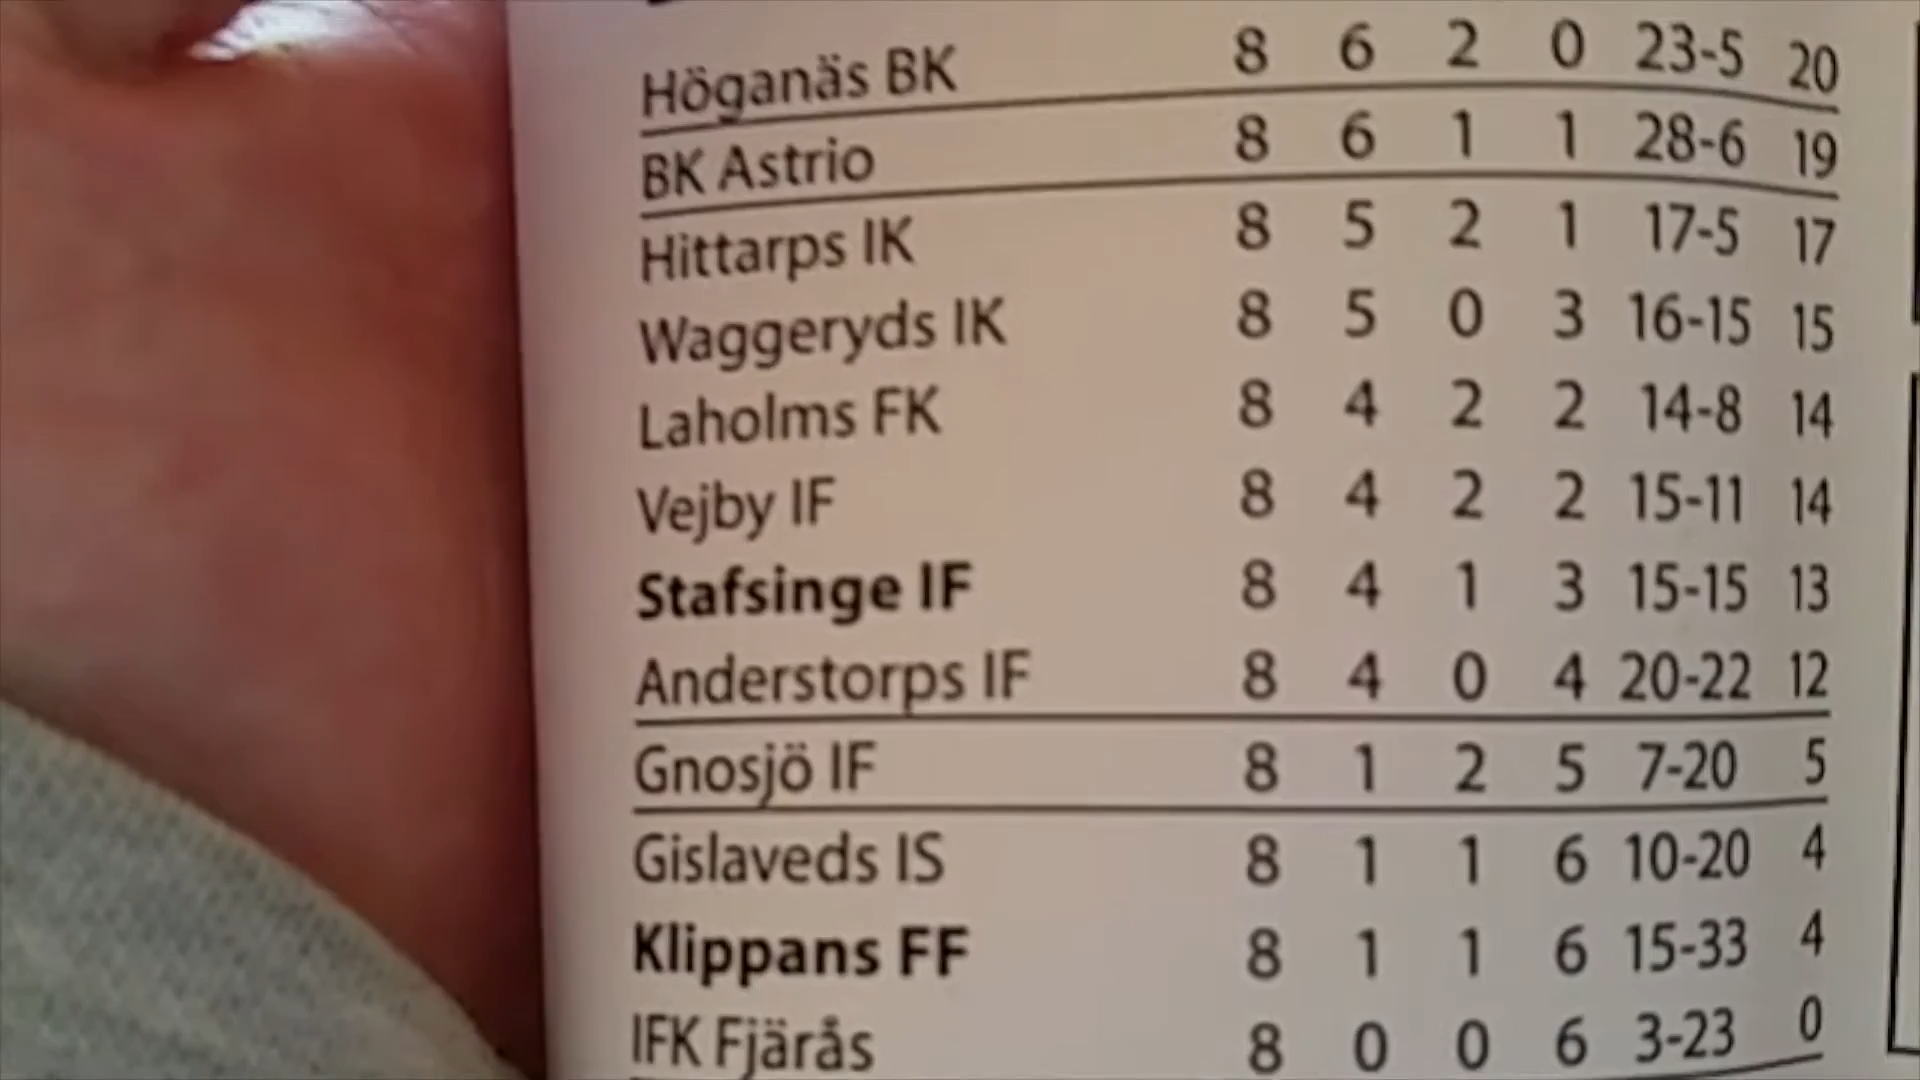 Höganäs BK 8 6 2 0 23-5 20
BK Astrio 8 6 1 1 28-6 19
Hittarps IK 8 5 2 1 17-5 17
Waggeryds IK 8 5 0 3 16-15 15
Laholms FK 8 4 2 2 14-8 14
Vejby IF 8 4 2 2 15-11 14
Stafsinge IF 8 4 1 3 15-15 13
Anderstorps IF 8 4 0 4 20-22 12
Gnosjö IF 8 1 2 5 7-20 5
Gislaveds IS 8 1 1 6 10-20 4
Klippans FF 8 1 1 6 15-33 4
IFK Fjärås 8 0 0 6 3-23 0